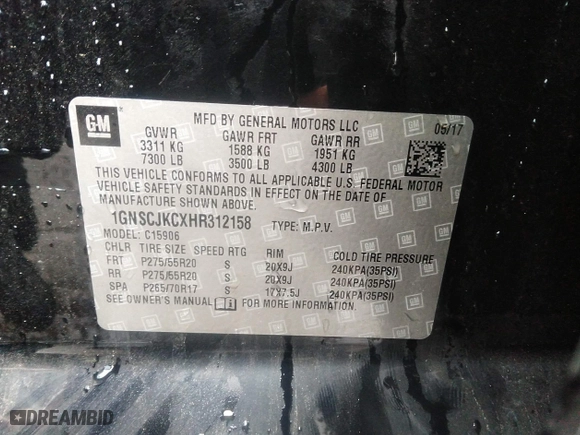 GM
MFD BY GENERAL MOTORS LLC
05/17
GVWR GAWR FRT GAWR RR
3311 KG 1588 KG 1951 KG
7300 LB 3500 LB 4300 LB
THIS VEHICLE CONFORMS TO ALL APPLICABLE U.S. FEDERAL MOTOR
VEHICLE SAFETY STANDARDS IN EFFECT ON THE DATE OF
MANUFACTURE SHOWN ABOVE.
1GNSCJKCXHR312158 TYPE: M.P.V.
MODEL: C15906
CHLR TIRE SIZE SPEED RTG RIM COLD TIRE PRESSURE
FRT P275/55R20 S 20X9J 240KPA(35PSI)
RR P275/55R20 S 20X9J 240KPA(35PSI)
SPA P265/70R17 S 17X7.5J 240KPA(35PSI)
SEE OWNER'S MANUAL FOR MORE INFORMATION.
DREAMBID